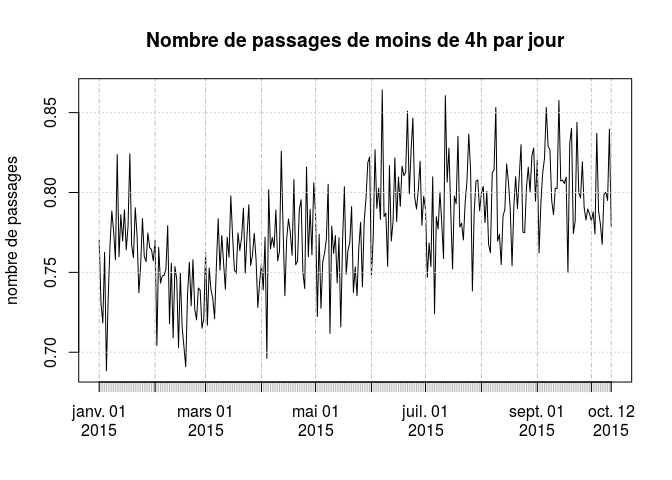 Nombre de passages de moins de 4h par jour
nombre de passages
0.85
0.80
0.75
0.70
janv. 01 mars 01 mai 01 juil. 01 sept. 01 oct. 12
2015 2015 2015 2015 2015 2015